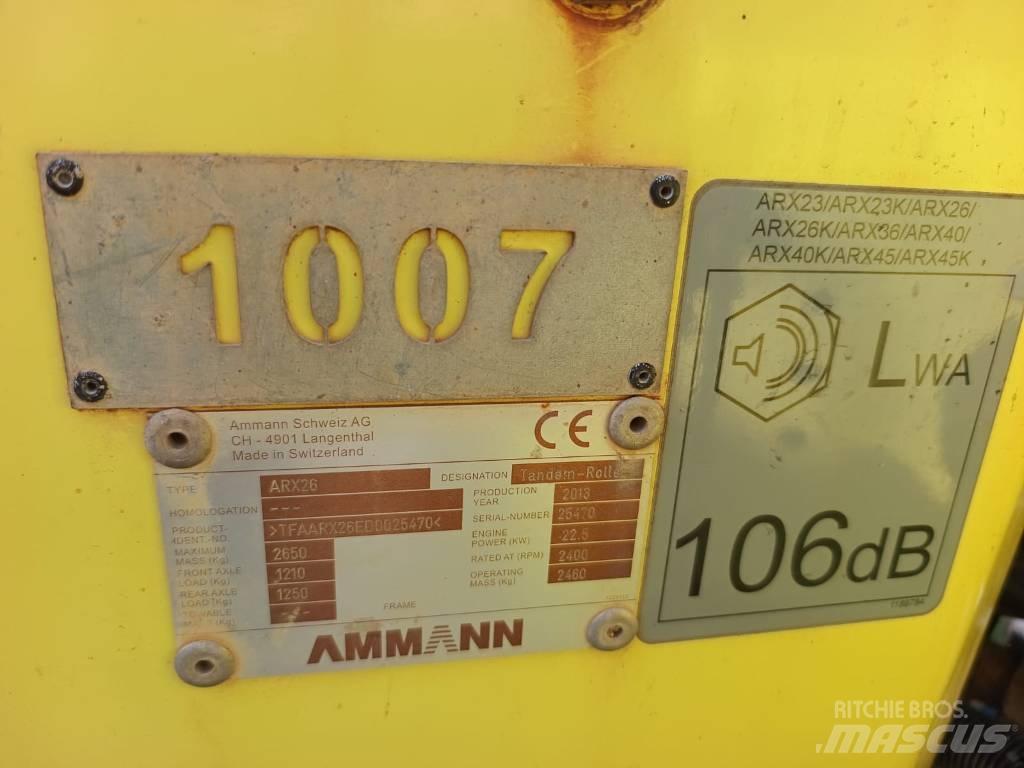 1007
ARX23/ARX23K/ARX26/
ARX26K/ARX36/ARX40/
ARX40K/ARX45/ARX45K
LWA
106dB
Ammann Schweiz AG
CH - 4901 Langenthal
Made in Switzerland
CE
TYPE ARX26
DESIGNATION Tandem-Roller
HOMOLOGATION ---
PRODUCTION YEAR 2013
PRODUCT-IDENT.-NO.
SERIAL-NUMBER 25470
MAXIMUM MASS (Kg) 2650
ENGINE POWER (KW) -22.5
FRONT AXLE LOAD (Kg) 1210
RATED AT (RPM) 2400
REAR AXLE LOAD (Kg) 1250
OPERATING MASS (Kg) 2460
---
FRAME
AMMANN
RITCHIE BROS.
MASCUS